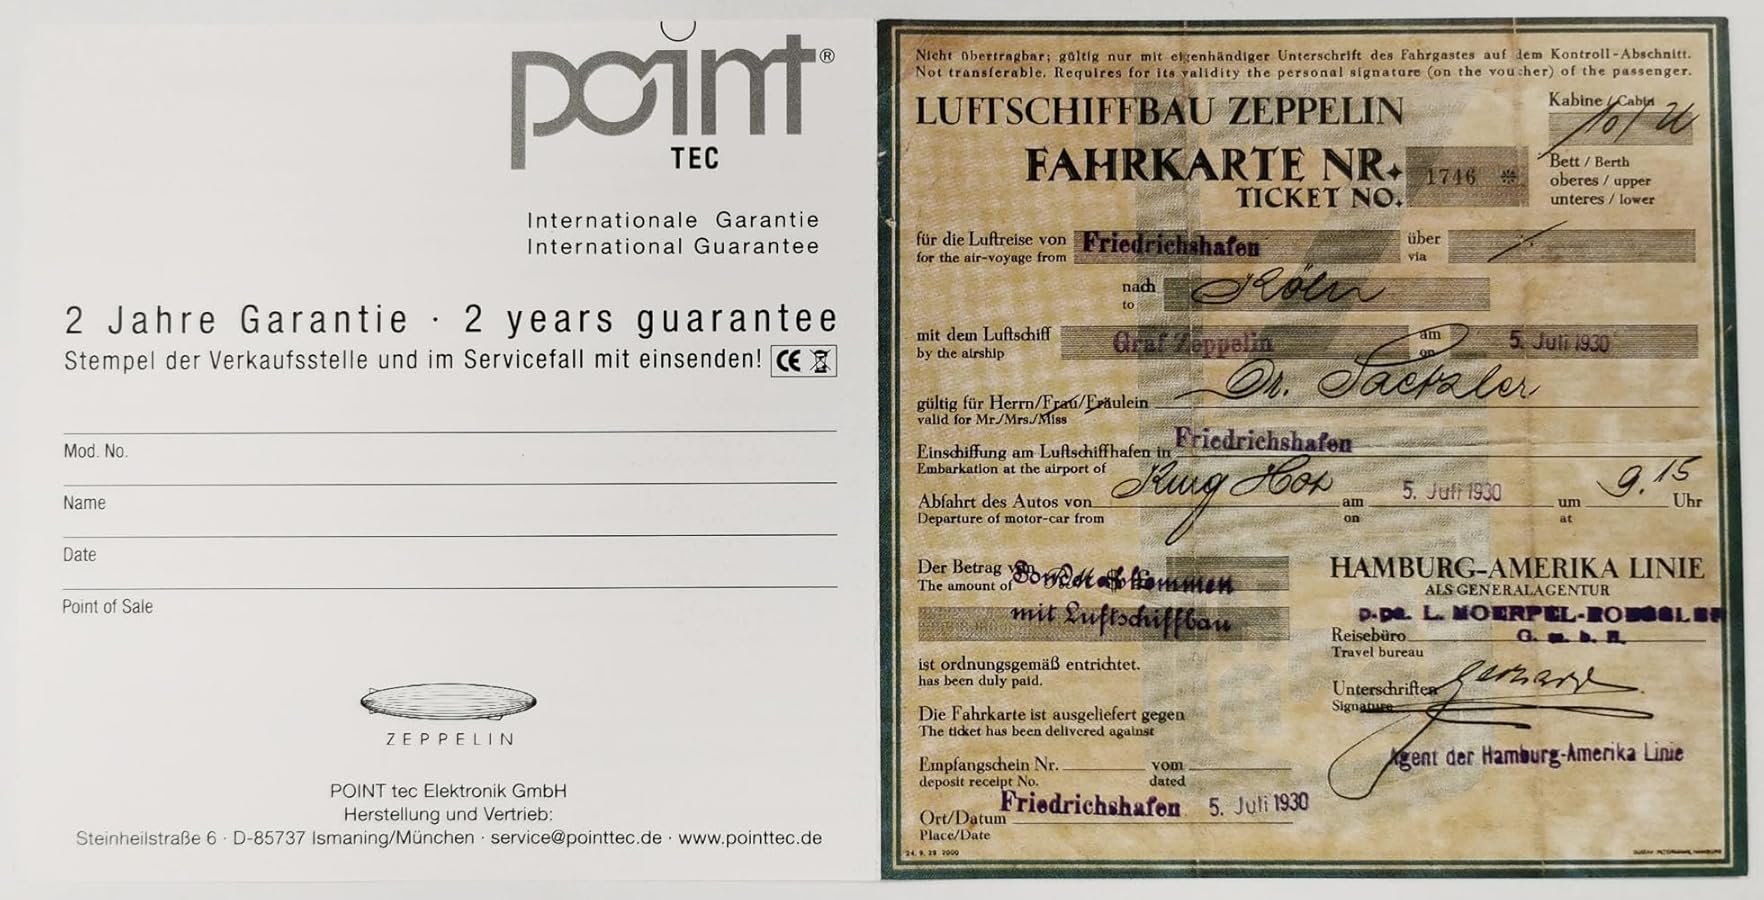 point®
TEC
Internationale Garantie
International Guarantee
2 Jahre Garantie · 2 years guarantee
Stempel der Verkaufsstelle und im Servicefall mit einsenden! CE
Mod. No.
Name
Date
Point of Sale
ZEPPELIN
POINT tec Elektronik GmbH
Herstellung und Vertrieb:
Steinheilstraße 6 · D-85737 Ismaning/München · service@pointtec.de · www.pointtec.de
Nicht übertragbar; gültig nur mit eigenhändiger Unterschrift des Fahrgastes auf dem Kontroll-Abschnitt.
Not transferable. Requires for its validity the personal signature (on the voucher) of the passenger.
LUFTSCHIFFBAU ZEPPELIN
Kabine / Cabin
FAHRKARTE NR.
TICKET NO. 1746
Bett / Berth
oberes / upper
unteres / lower
für die Luftreise von Friedrichshafen über
for the air-voyage from via
nach Köln
to
mit dem Luftschiff Graf Zeppelin am 5. Juli 1930
by the airship on
gültig für Herrn/Frau/Fräulein Dr.
valid for Mr./Mrs./Miss
Einschiffung am Luftschiffhafen in Friedrichshafen
Embarkation at the airport of
Abfahrt des Autos von am 5. Juli 1930 um 9.15 Uhr
Departure of motor-car from on at
Der Betrag von
The amount of
mit Luftschiffbau
HAMBURG-AMERIKA LINIE
ALS GENERALAGENTUR
Reisebüro G. m. b. H.
Travel bureau
ist ordnungsgemäß entrichtet.
has been duly paid.
Unterschriften
Signature
Die Fahrkarte ist ausgeliefert gegen
The ticket has been delivered against
Agent der Hamburg-Amerika Linie
Empfangschein Nr. vom
deposit receipt No. dated
Ort/Datum Friedrichshafen 5. Juli 1930
Place/Date
24. 9. 29. 2000